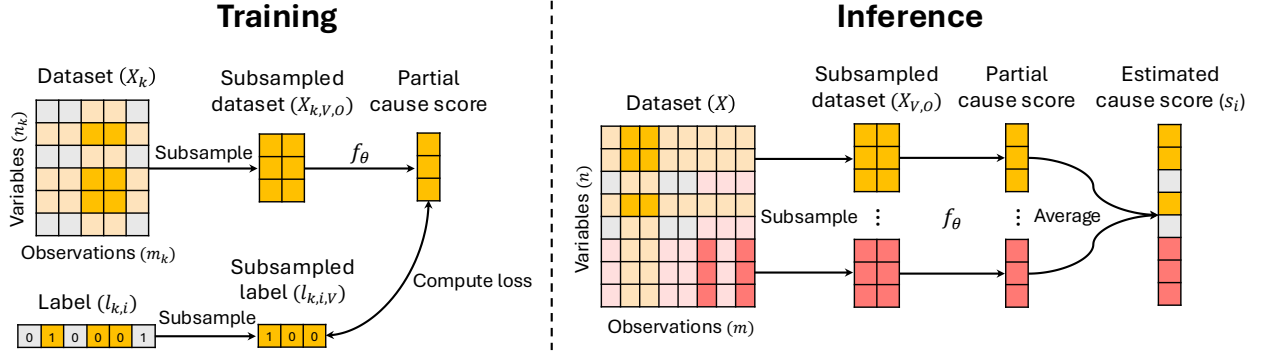 Training
Dataset (X_k)
Variables (n_k)
Observations (m_k)
Subsample
Subsampled
dataset (X_{k,V,O})
f_θ
Partial
cause score
Label (l_{k,i})
0 1 0 0 0 1
Subsample
Subsampled
label (l_{k,i,V})
1 0 0
Compute loss
Inference
Dataset (X)
Variables (n)
Observations (m)
Subsample
Subsampled
dataset (X_{V,O})
⋮
f_θ
Partial
cause score
⋮
Average
Estimated
cause score (s_i)